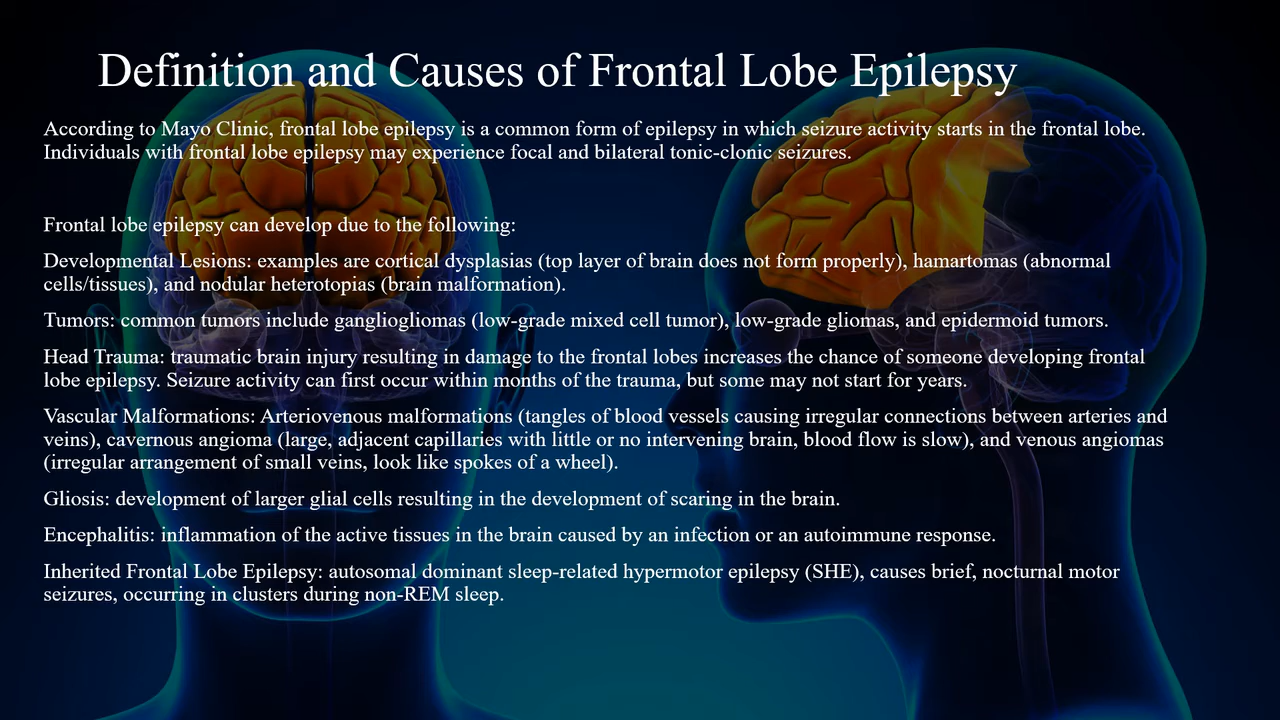 Definition and Causes of Frontal Lobe Epilepsy
According to Mayo Clinic, frontal lobe epilepsy is a common form of epilepsy in which seizure activity starts in the frontal lobe.
Individuals with frontal lobe epilepsy may experience focal and bilateral tonic-clonic seizures.
Frontal lobe epilepsy can develop due to the following:
Developmental Lesions: examples are cortical dysplasias (top layer of brain does not form properly), hamartomas (abnormal
cells/tissues), and nodular heterotopias (brain malformation).
Tumors: common tumors include gangliogliomas (low-grade mixed cell tumor), low-grade gliomas, and epidermoid tumors.
Head Trauma: traumatic brain injury resulting in damage to the frontal lobes increases the chance of someone developing frontal
lobe epilepsy. Seizure activity can first occur within months of the trauma, but some may not start for years.
Vascular Malformations: Arteriovenous malformations (tangles of blood vessels causing irregular connections between arteries and
veins), cavernous angioma (large, adjacent capillaries with little or no intervening brain, blood flow is slow), and venous angiomas
(irregular arrangement of small veins, look like spokes of a wheel).
Gliosis: development of larger glial cells resulting in the development of scaring in the brain.
Encephalitis: inflammation of the active tissues in the brain caused by an infection or an autoimmune response.
Inherited Frontal Lobe Epilepsy: autosomal dominant sleep-related hypermotor epilepsy (SHE), causes brief, nocturnal motor
seizures, occurring in clusters during non-REM sleep.